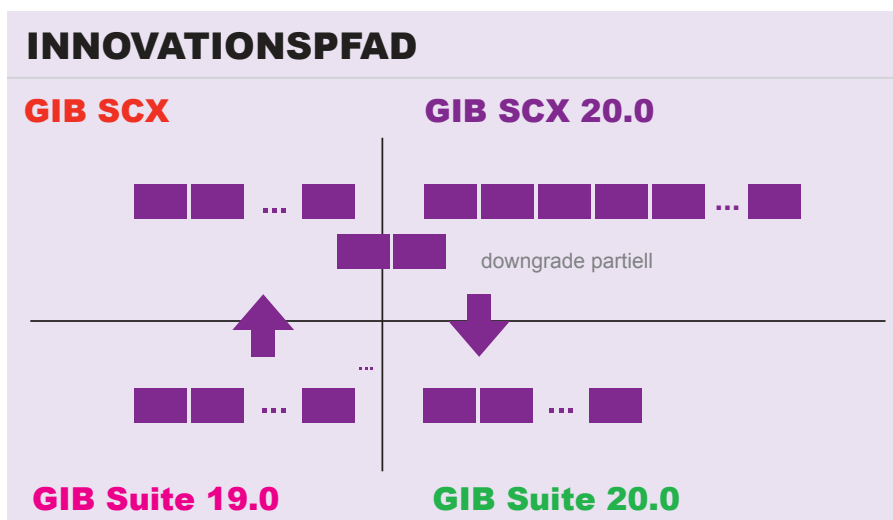 INNOVATIONSPFAD
GIB SCX
GIB SCX 20.0
...
...
downgrade partiell
...
...
...
GIB Suite 19.0
GIB Suite 20.0